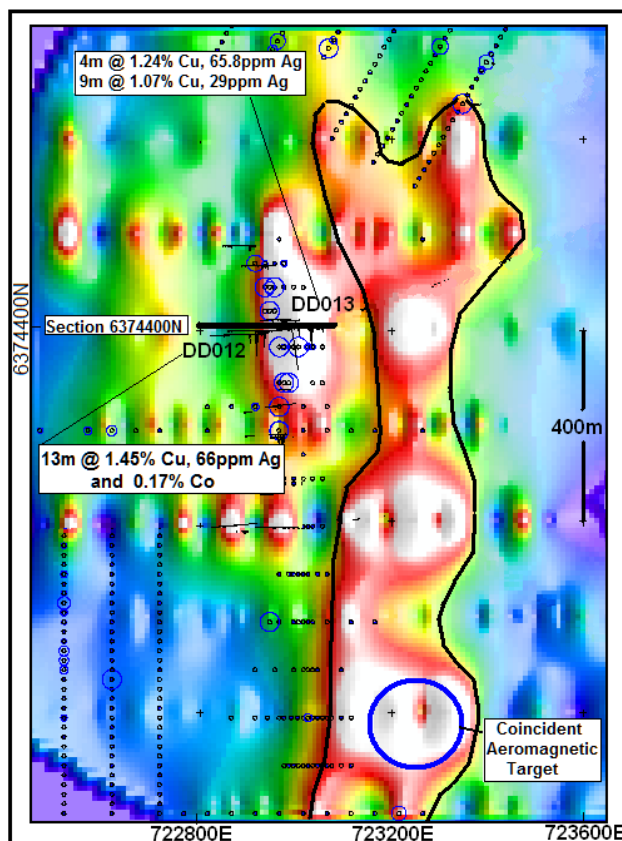 4m @ 1.24% Cu, 65.8ppm Ag
9m @ 1.07% Cu, 29ppm Ag
DD013
Section 6374400N
6374400N
DD012
400m
13m @ 1.45% Cu, 66ppm Ag
and 0.17% Co
Coincident
Aeromagnetic
Target
722800E
723200E
723600E